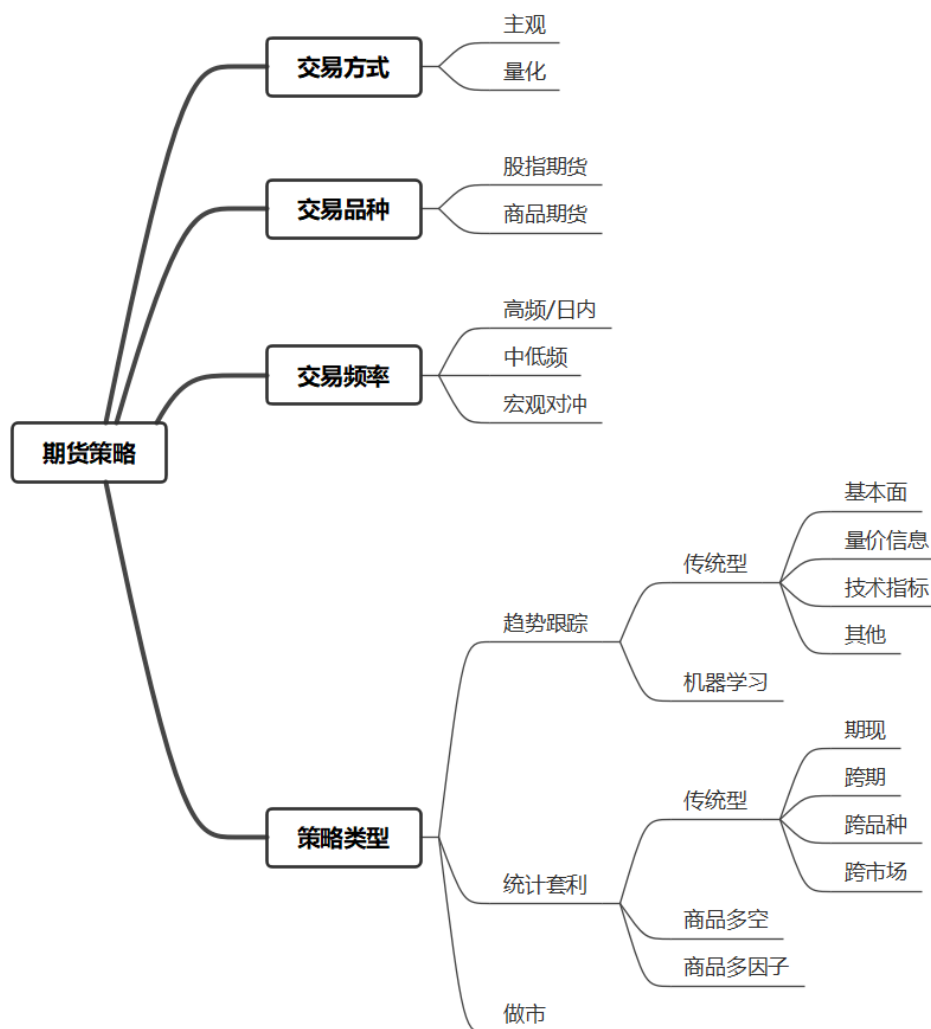 期货策略
交易方式
主观
量化
交易品种
股指期货
商品期货
交易频率
高频/日内
中低频
宏观对冲
策略类型
趋势跟踪
传统型
基本面
量价信息
技术指标
其他
机器学习
统计套利
传统型
期现
跨期
跨品种
跨市场
商品多空
商品多因子
做市